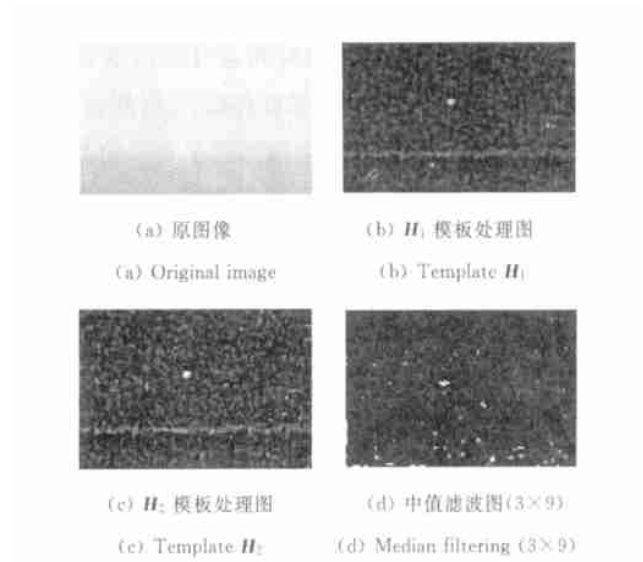 (a) 原图像
(b) H₁ 模板处理图
(a) Original image
(b) Template H₁
(c) H₂ 模板处理图
(d) 中值滤波图(3×9)
(c) Template H₂
(d) Median filtering (3×9)